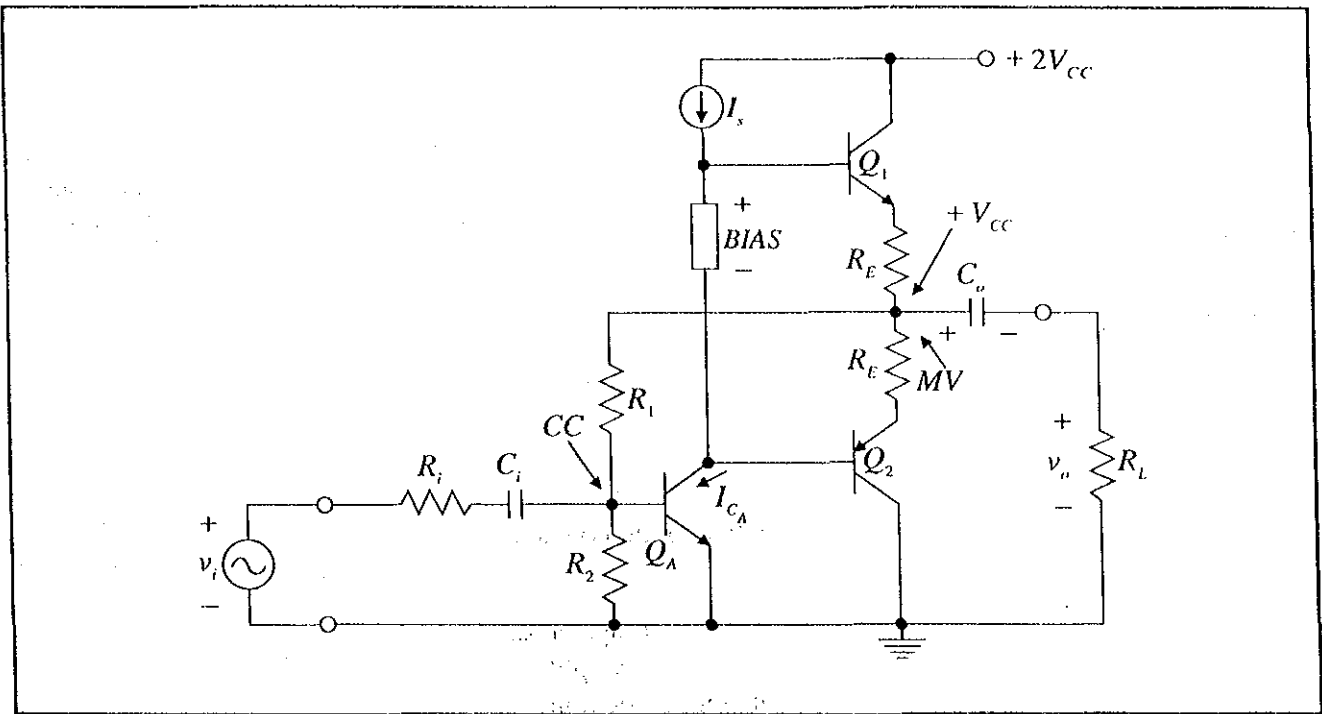 + 2V_CC
I_s
Q_1
+
BIAS
−
+ V_CC
R_E
C_o
+
−
R_E
MV
R_1
CC
R_i
C_i
I_CA
Q_2
+
v_o
−
R_L
+
v_i
−
R_2
Q_A